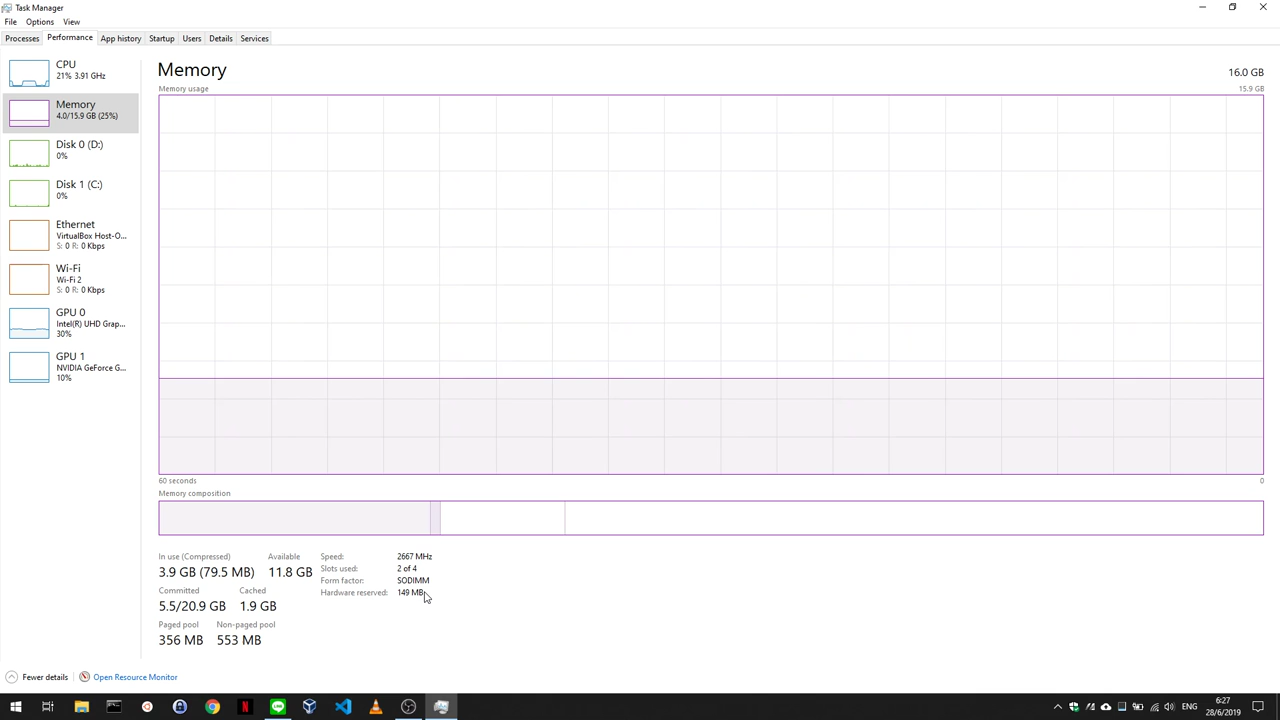 Task Manager
File Options View
Processes Performance App history Startup Users Details Services
CPU
21% 3.91 GHz
Memory
4.0/15.9 GB (25%)
Disk 0 (D:)
0%
Disk 1 (C:)
0%
Ethernet
VirtualBox Host-O...
S: 0 R: 0 Kbps
Wi-Fi
Wi-Fi 2
S: 0 R: 0 Kbps
GPU 0
Intel(R) UHD Grap...
30%
GPU 1
NVIDIA GeForce G...
10%
Memory 16.0 GB
Memory usage 15.9 GB
60 seconds 0
Memory composition
In use (Compressed) Available
3.9 GB (79.5 MB) 11.8 GB
Committed Cached
5.5/20.9 GB 1.9 GB
Paged pool Non-paged pool
356 MB 553 MB
Speed: 2667 MHz
Slots used: 2 of 4
Form factor: SODIMM
Hardware reserved: 149 MB
Fewer details Open Resource Monitor
ENG
6:27
28/6/2019